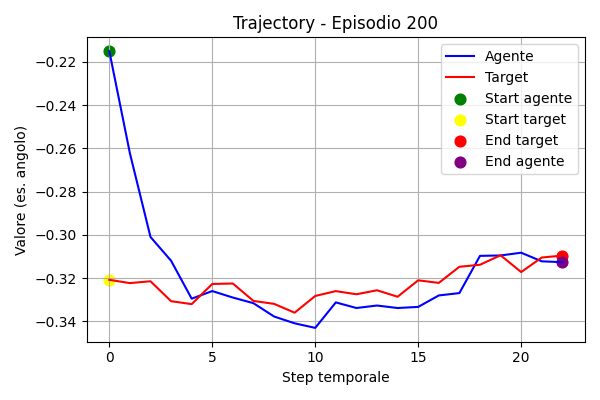 Trajectory - Episodio 200
Agente
Target
Start agente
Start target
End target
End agente
Valore (es. angolo)
−0.22
−0.24
−0.26
−0.28
−0.30
−0.32
−0.34
0 5 10 15 20
Step temporale